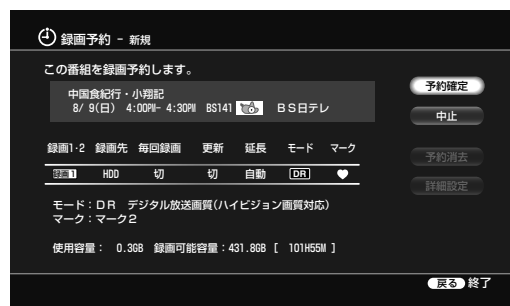 録画予約 - 新規
この番組を録画予約します。
予約確定
中国食紀行・小翔記
8/ 9(日) 4:00PM- 4:30PM BS141 BS日テレ
中止
録画1·2 録画先 毎回録画 更新 延長 モード マーク
予約消去
録画1 HDD 切 切 自動 DR
詳細設定
モード：DR デジタル放送画質(ハイビジョン画質対応)
マーク：マーク2
使用容量： 0.3GB 録画可能容量：431.8GB [ 101H55M ]
戻る 終了